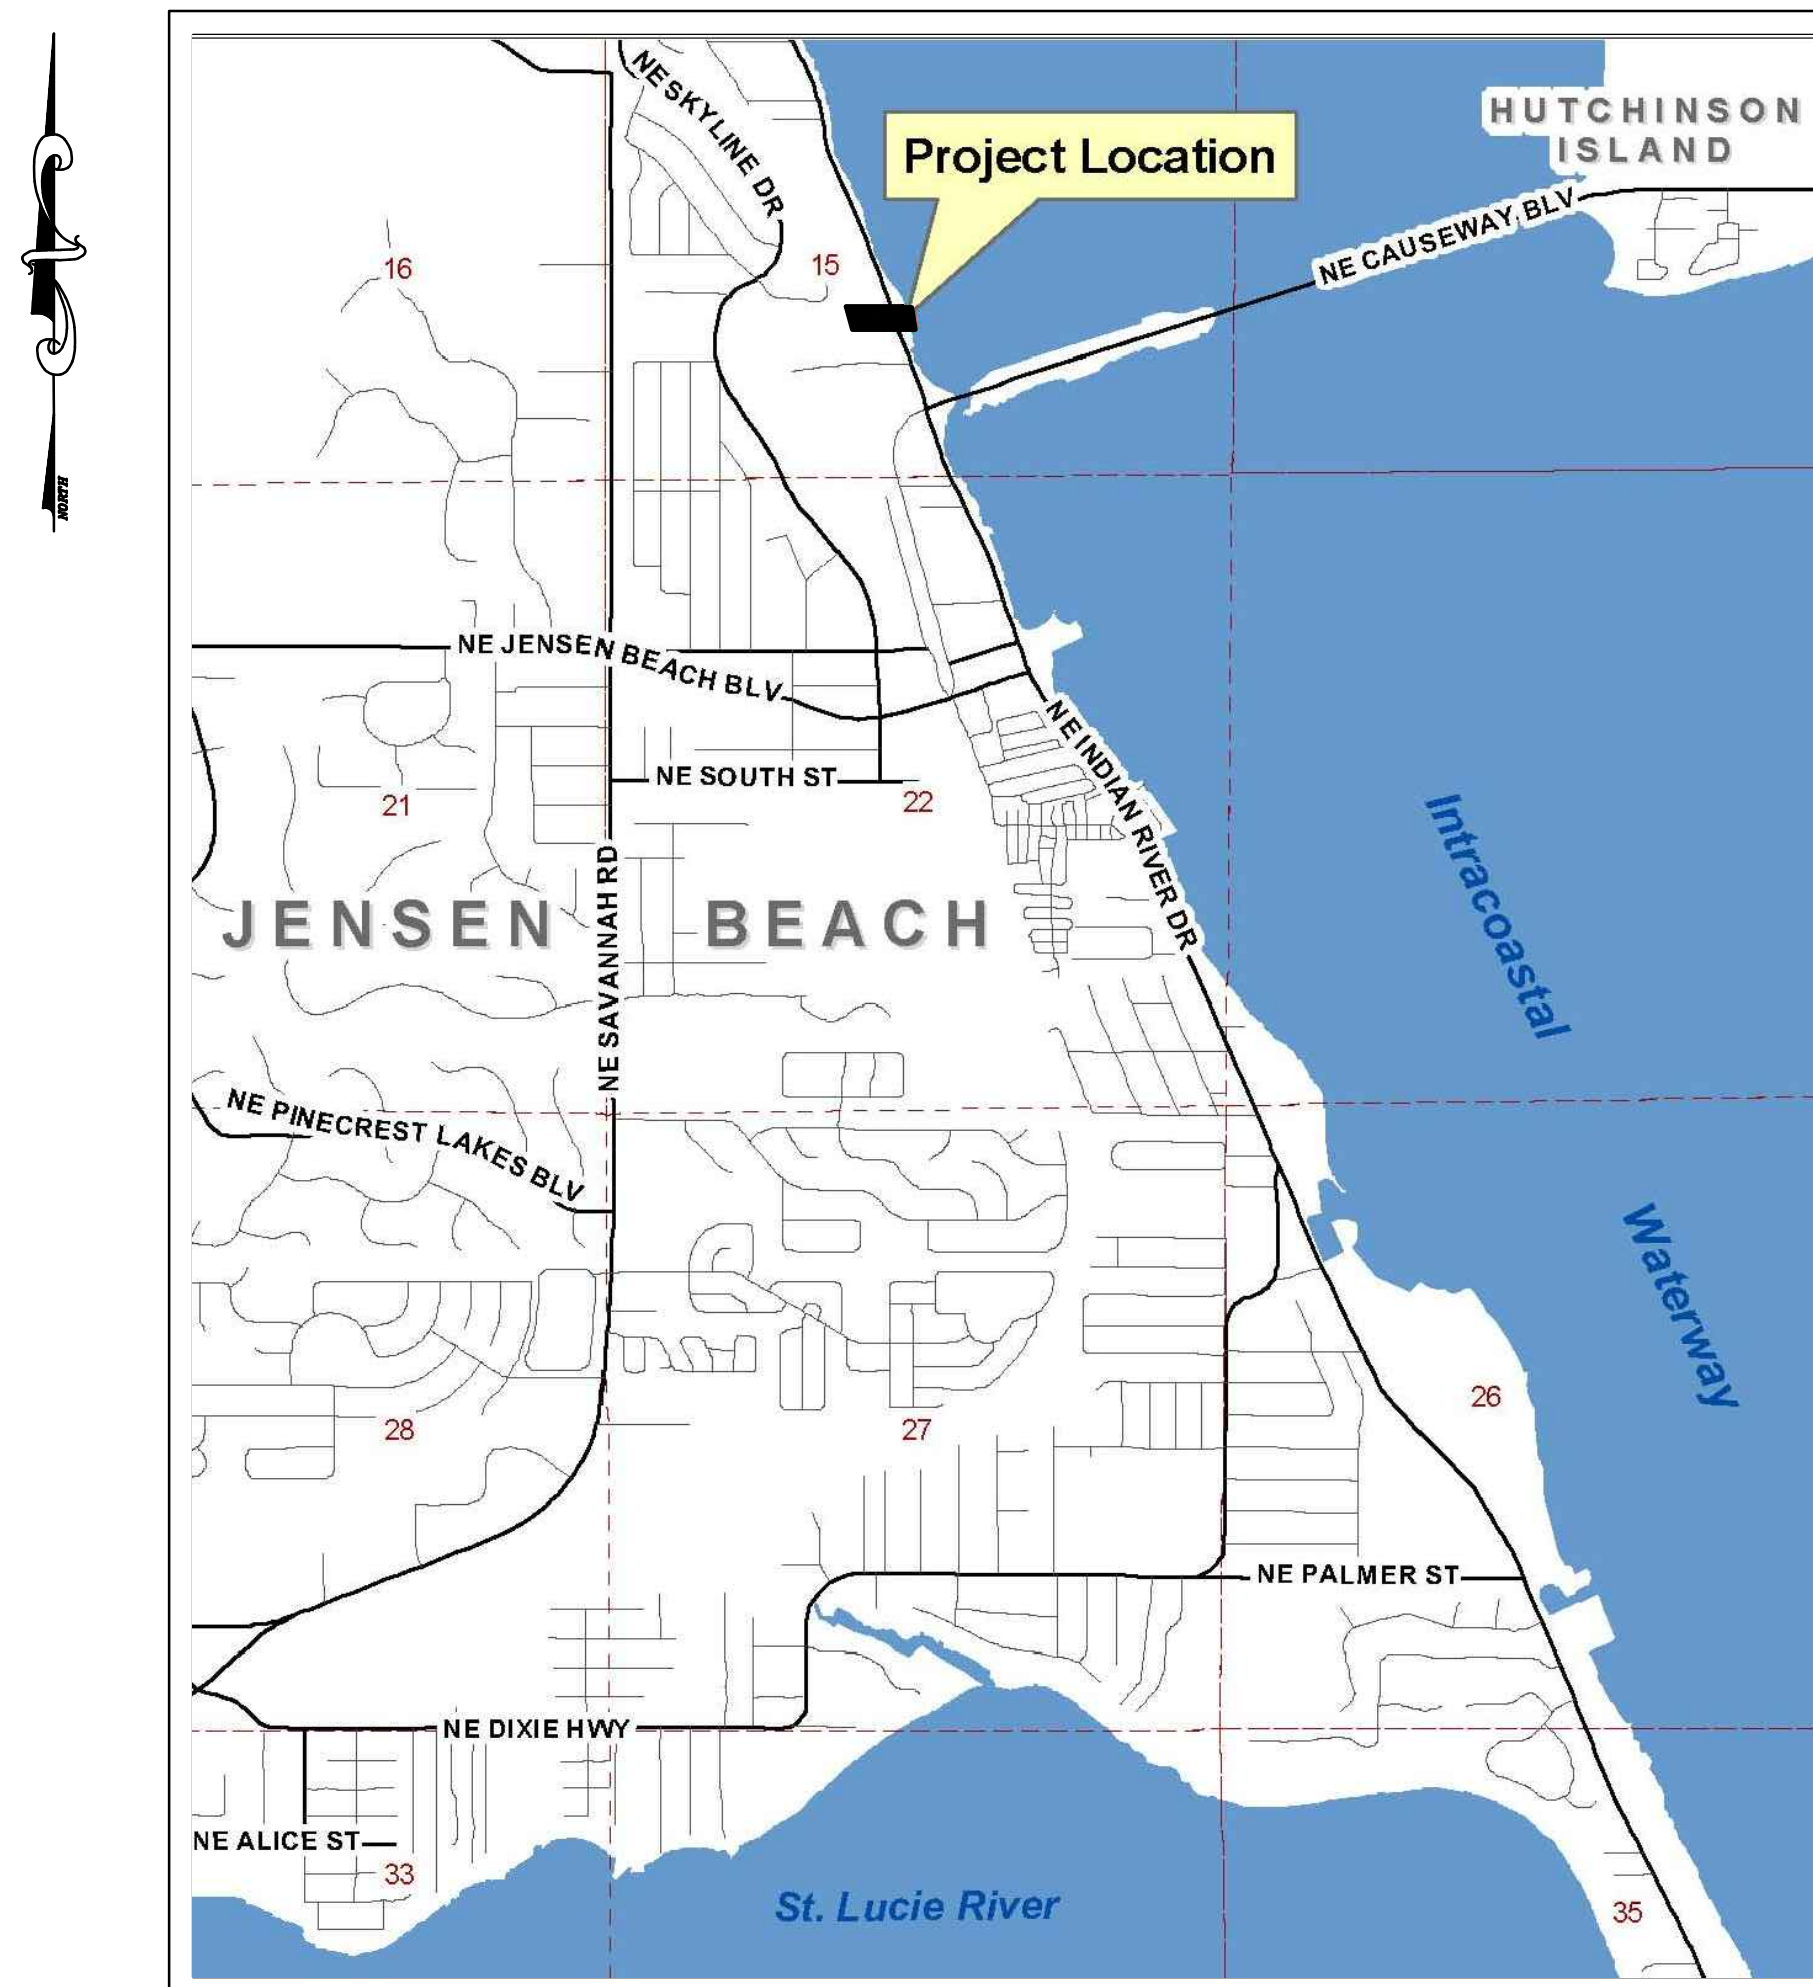 NORTH
NE SKYLINE DR
HUTCHINSON
ISLAND
Project Location
NE CAUSEWAY BLV
16
15
NE JENSEN BEACH BLV
NE INDIAN RIVER DR
NE SOUTH ST
21
22
Intracoastal
Waterway
JENSEN BEACH
NE SAVANNAH RD
NE PINECREST LAKES BLV
26
28
27
NE PALMER ST
NE DIXIE HWY
NE ALICE ST
33
St. Lucie River
35